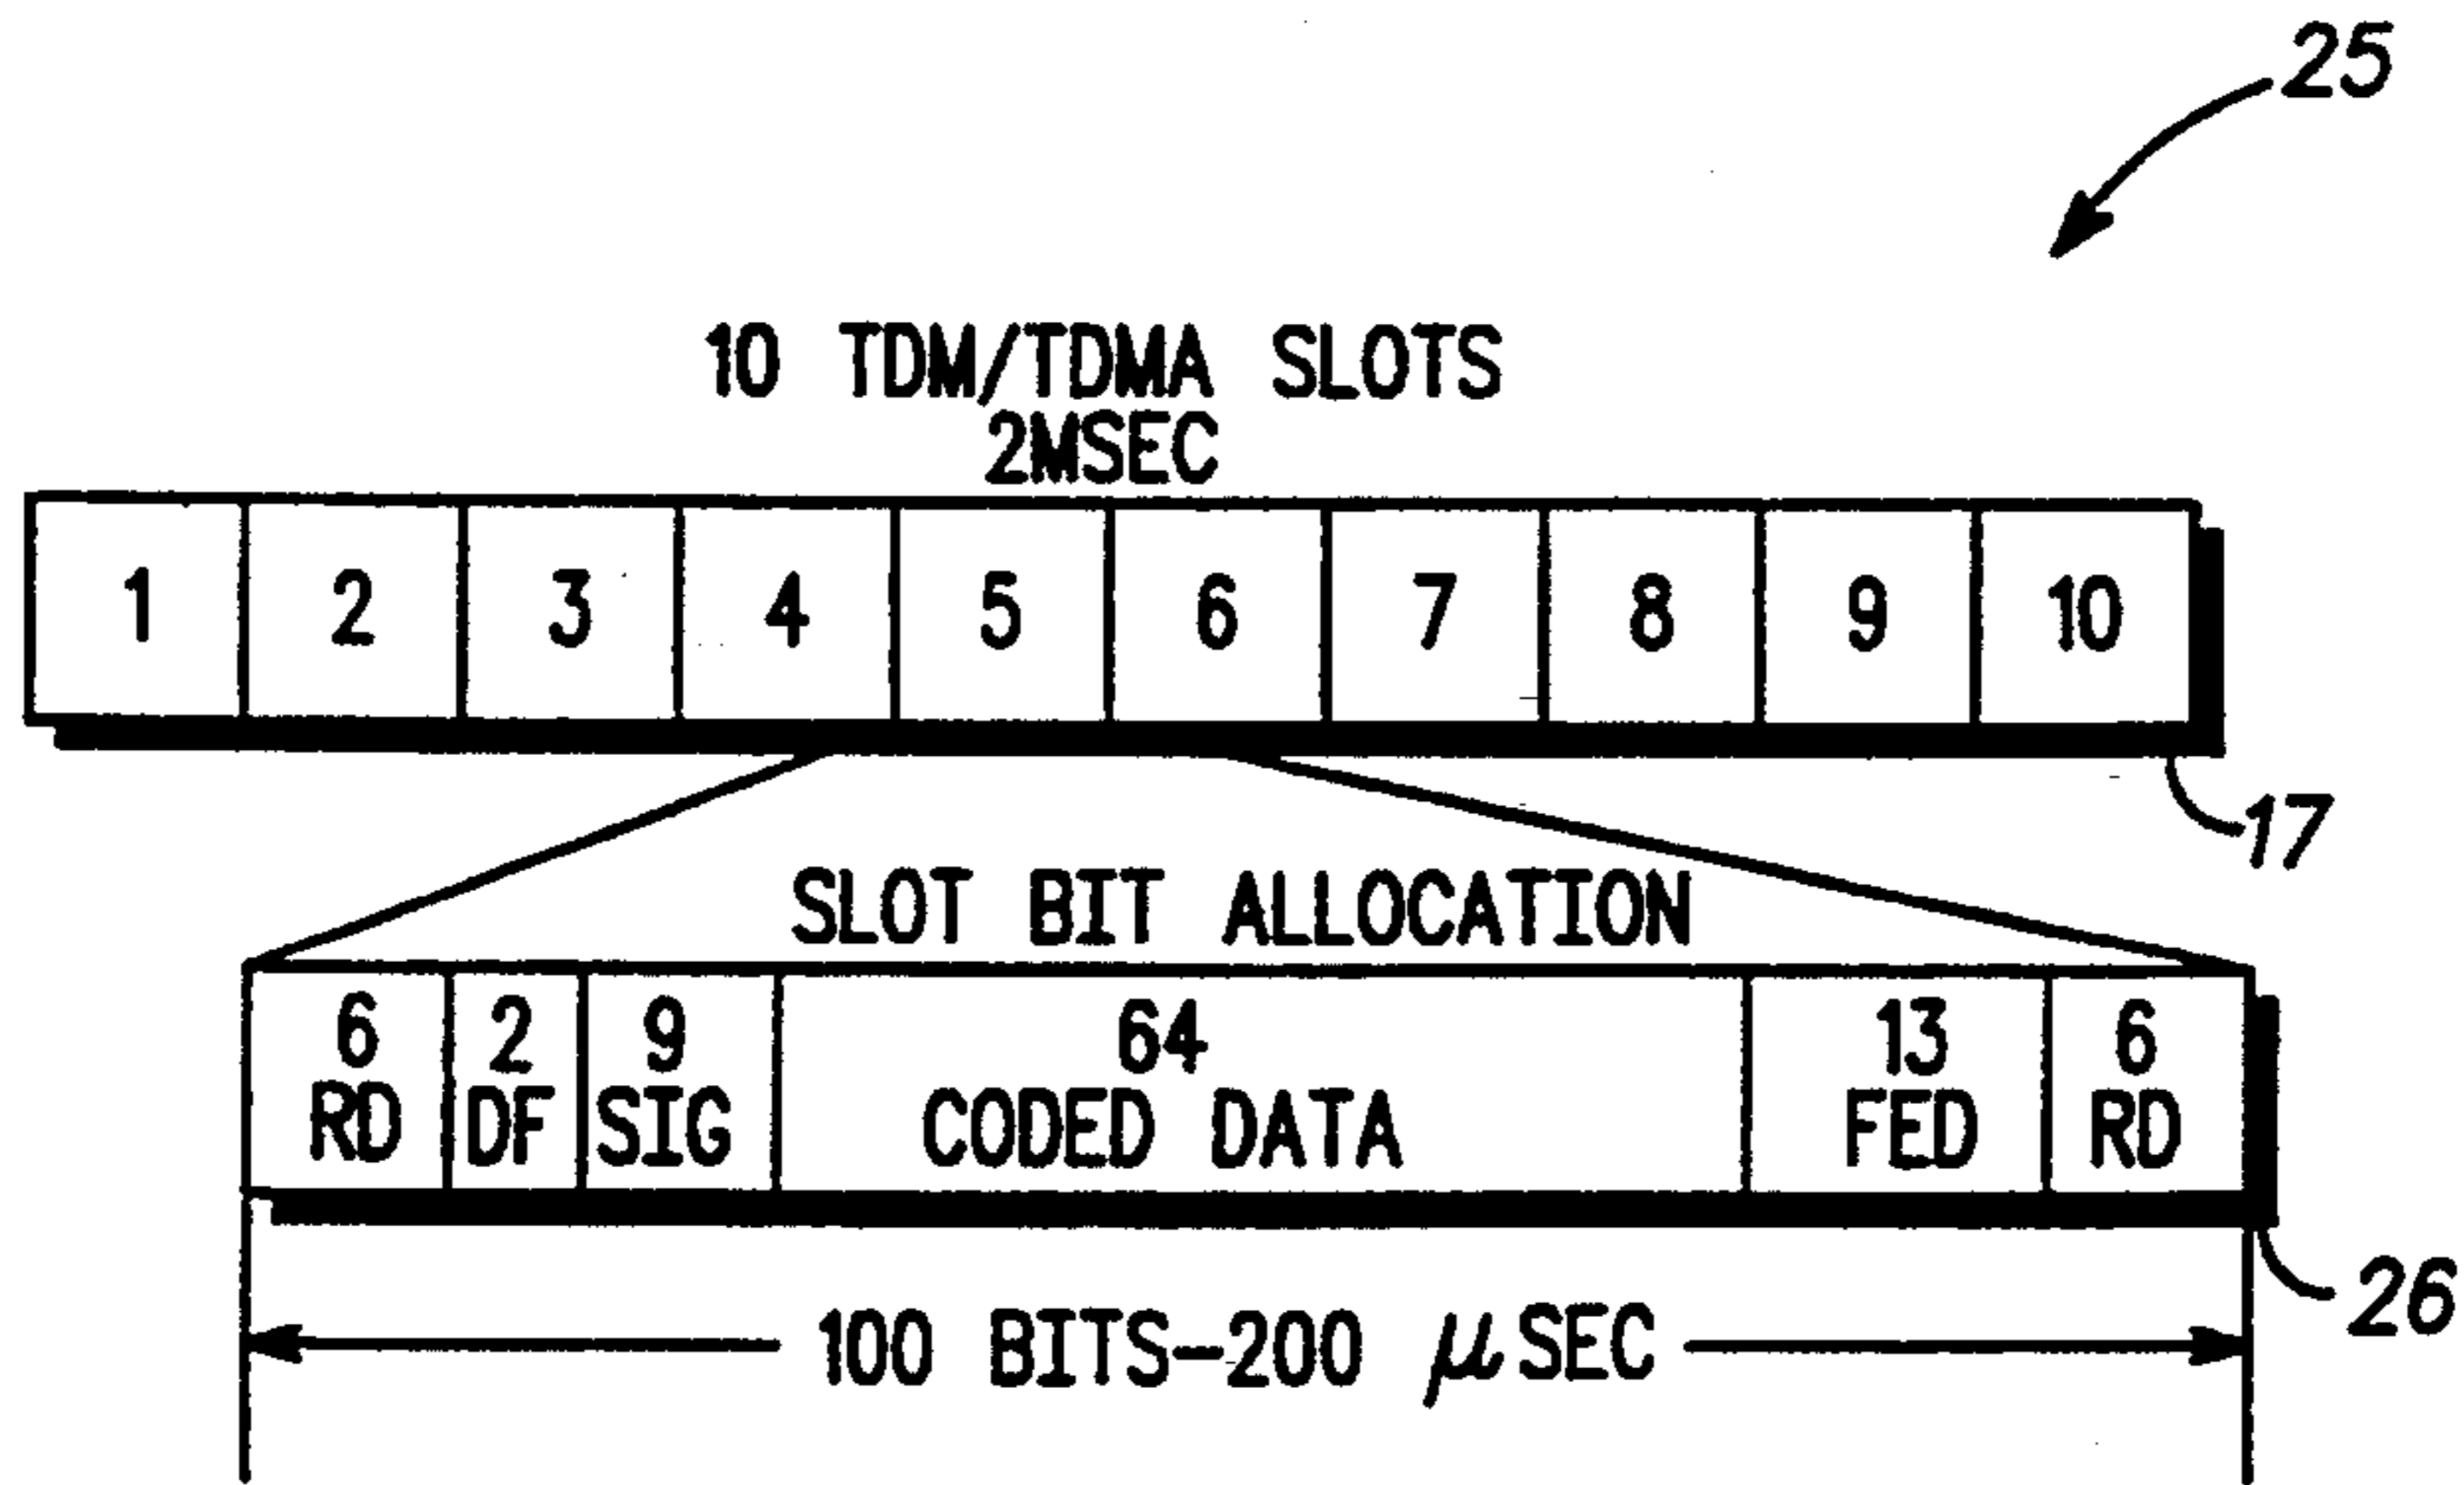 25
10 TDM/TDMA SLOTS
2MSEC
1 2 3 4 5 6 7 8 9 10
17
SLOT BIT ALLOCATION
6 2 9 64 13 6
RD DF SIG CODED DATA FED RD
26
100 BITS-200 μSEC